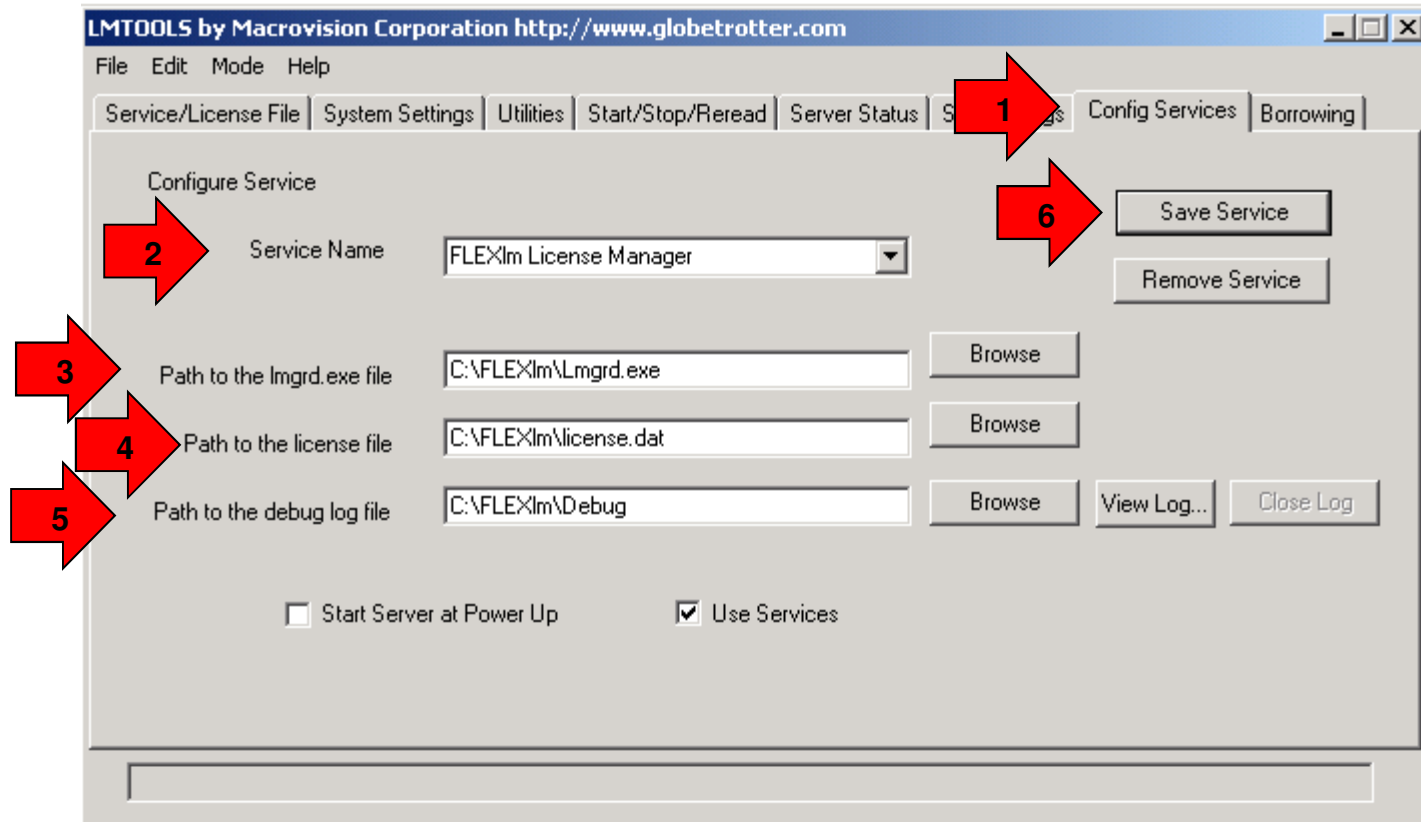 LMTOOLS by Macrovision Corporation http://www.globetrotter.com
File Edit Mode Help
Service/License File System Settings Utilities Start/Stop/Reread Server Status 1 Config Services Borrowing
Configure Service
6 Save Service
2 Service Name FLEXlm License Manager
Remove Service
3 Path to the lmgrd.exe file C:\FLEXlm\Lmgrd.exe Browse
4 Path to the license file C:\FLEXlm\license.dat Browse
5 Path to the debug log file C:\FLEXlm\Debug Browse View Log... Close Log
Start Server at Power Up Use Services